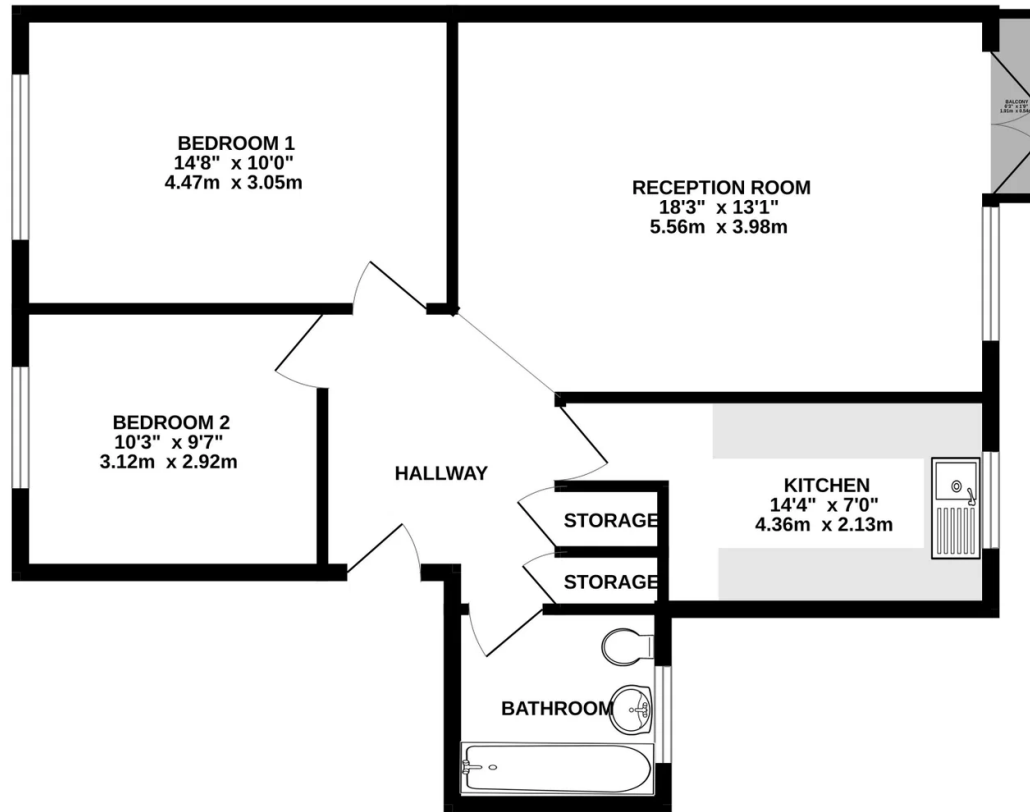 BEDROOM 1
14'8" x 10'0"
4.47m x 3.05m
RECEPTION ROOM
18'3" x 13'1"
5.56m x 3.98m
BALCONY
BEDROOM 2
10'3" x 9'7"
3.12m x 2.92m
HALLWAY
KITCHEN
14'4" x 7'0"
4.36m x 2.13m
STORAGE
STORAGE
BATHROOM